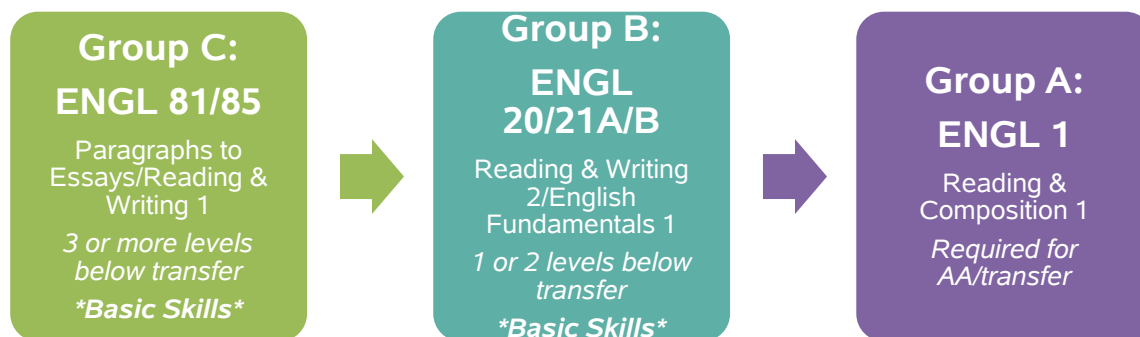 Group C:
ENGL 81/85
Paragraphs to
Essays/Reading &
Writing 1
3 or more levels
below transfer
*Basic Skills*
Group B:
ENGL
20/21A/B
Reading & Writing
2/English
Fundamentals 1
1 or 2 levels below
transfer
*Basic Skills*
Group A:
ENGL 1
Reading &
Composition 1
Required for
AA/transfer